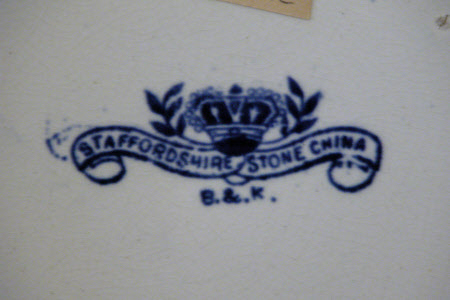 STAFFORDSHIRE STONE CHINA
B.&.K.